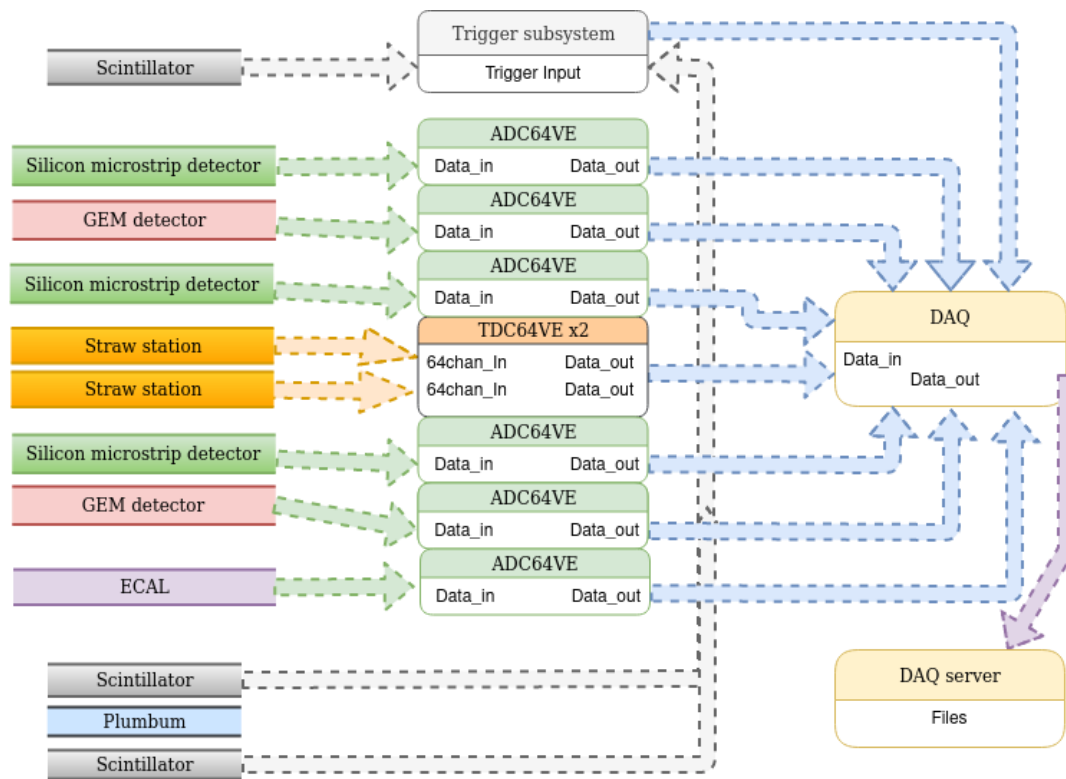 Trigger subsystem
Scintillator
Trigger Input
ADC64VE
Silicon microstrip detector
Data_in Data_out
ADC64VE
GEM detector
Data_in Data_out
ADC64VE
Silicon microstrip detector
Data_in Data_out
DAQ
TDC64VE x2
Straw station
64chan_In Data_out
Data_in
Straw station
64chan_In Data_out
Data_out
ADC64VE
Silicon microstrip detector
Data_in Data_out
ADC64VE
GEM detector
Data_in Data_out
ADC64VE
ECAL
Data_in Data_out
Scintillator
DAQ server
Plumbum
Files
Scintillator